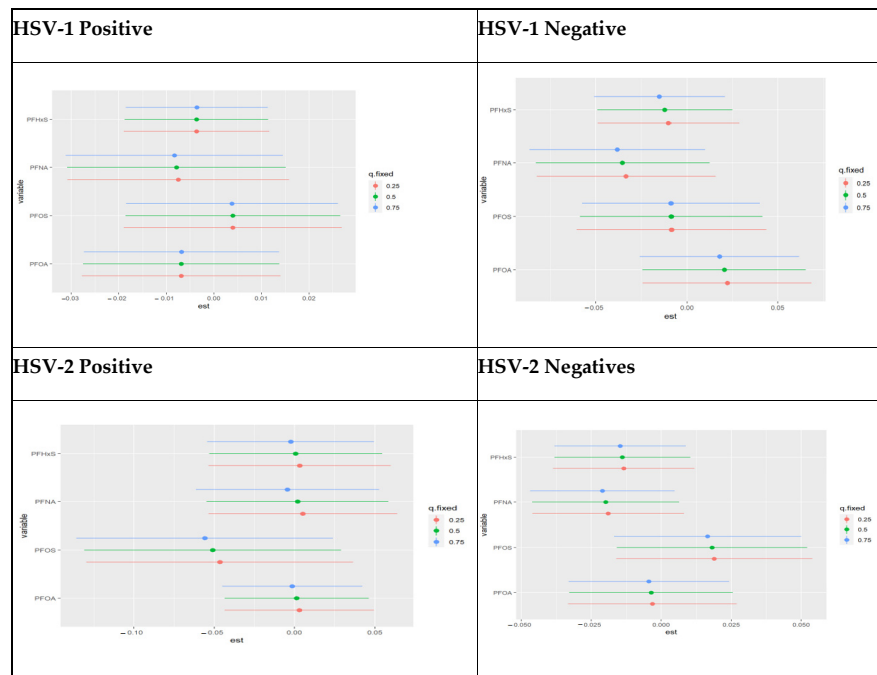 HSV-1 Positive
HSV-1 Negative
PFHxS
PFNA
PFOS
PFOA
variable
−0.03 −0.02 −0.01 0.00 0.01 0.02
est
q.fixed
0.25
0.5
0.75
PFHxS
PFNA
PFOS
PFOA
variable
−0.05 0.00 0.05
est
q.fixed
0.25
0.5
0.75
HSV-2 Positive
HSV-2 Negatives
PFHxS
PFNA
PFOS
PFOA
variable
−0.10 −0.05 0.00 0.05
est
q.fixed
0.25
0.5
0.75
PFHxS
PFNA
PFOS
PFOA
variable
−0.050 −0.025 0.000 0.025 0.050
est
q.fixed
0.25
0.5
0.75